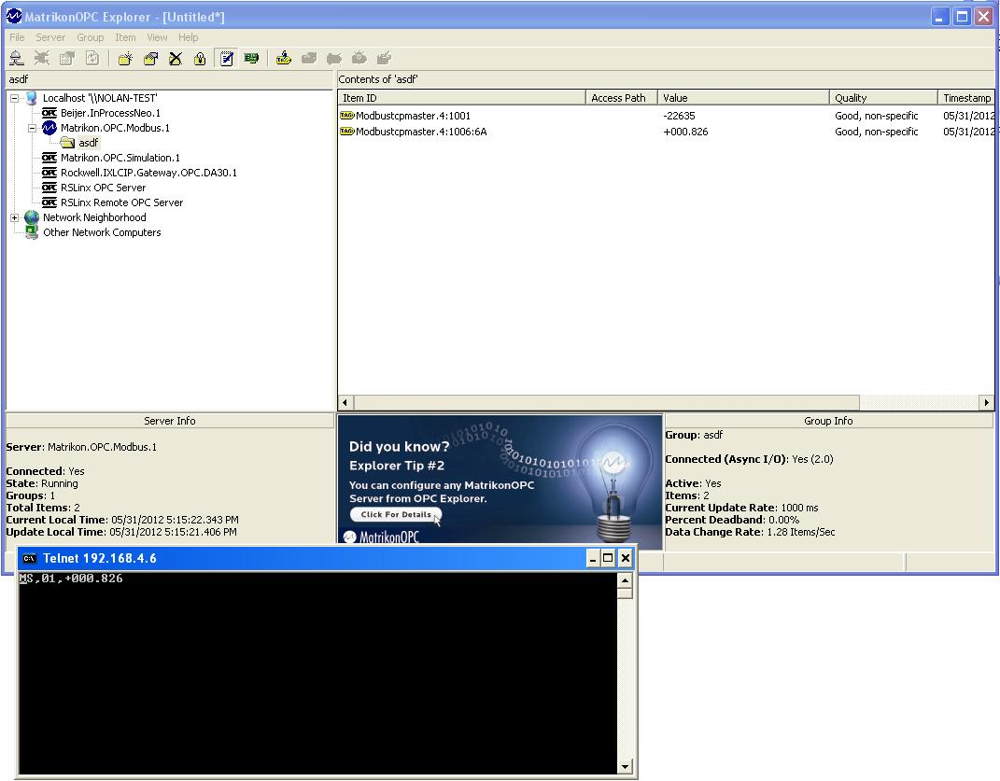 MatrikonOPC Explorer - [Untitled*]
File Server Group Item View Help
asdf
Contents of 'asdf'
Localhost '\\NOLAN-TEST'
Beijer.InProcessNeo.1
Matrikon.OPC.Modbus.1
asdf
Matrikon.OPC.Simulation.1
Rockwell.IXLCIP.Gateway.OPC.DA30.1
RSLinx OPC Server
RSLinx Remote OPC Server
Network Neighborhood
Other Network Computers
Item ID Access Path Value Quality Timestamp
Modbustcpmaster.4:1001 -22635 Good, non-specific 05/31/2012
Modbustcpmaster.4:1006:6A +000.826 Good, non-specific 05/31/2012
Server Info
Server: Matrikon.OPC.Modbus.1
Connected: Yes
State: Running
Groups: 1
Total Items: 2
Current Local Time: 05/31/2012 5:15:22.343 PM
Update Local Time: 05/31/2012 5:15:21.406 PM
Did you know?
Explorer Tip #2
You can configure any MatrikonOPC
Server from OPC Explorer.
Click For Details
MatrikonOPC
Group Info
Group: asdf
Connected (Async I/O): Yes (2.0)
Active: Yes
Items: 2
Current Update Rate: 1000 ms
Percent Deadband: 0.00%
Data Change Rate: 1.28 Items/Sec
Telnet 192.168.4.6
MS,01,+000.826